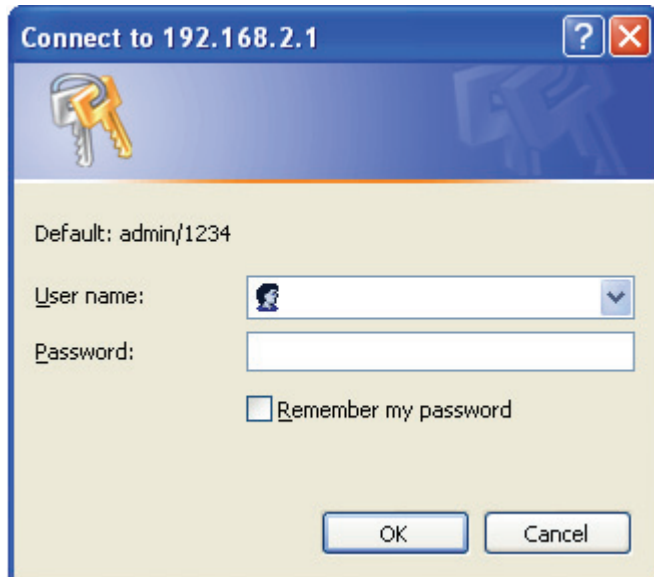 Connect to 192.168.2.1
Default: admin/1234
User name:
Password:
Remember my password
OK Cancel